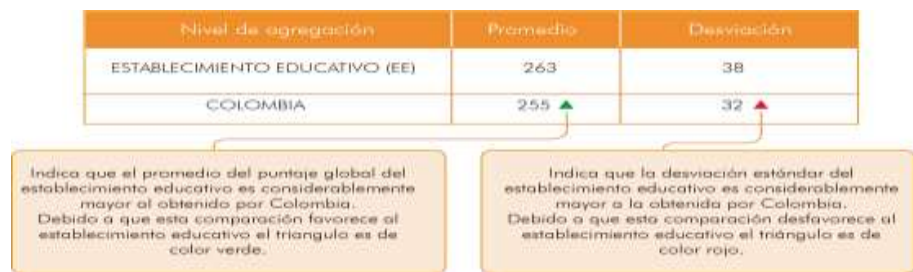 Nivel de agregación Promedio Desviación
ESTABLECIMIENTO EDUCATIVO (EE) 263 38
COLOMBIA 255 ▲ 32 ▲
Indica que el promedio del puntaje global del
establecimiento educativo es considerablemente
mayor al obtenido por Colombia.
Debido a que esta comparación favorece al
establecimiento educativo el triangulo es de
color verde.
Indica que la desviación estándar del
establecimiento educativo es considerablemente
mayor a la obtenida por Colombia.
Debido a que esta comparación desfavorece al
establecimiento educativo el triángulo es de
color rojo.